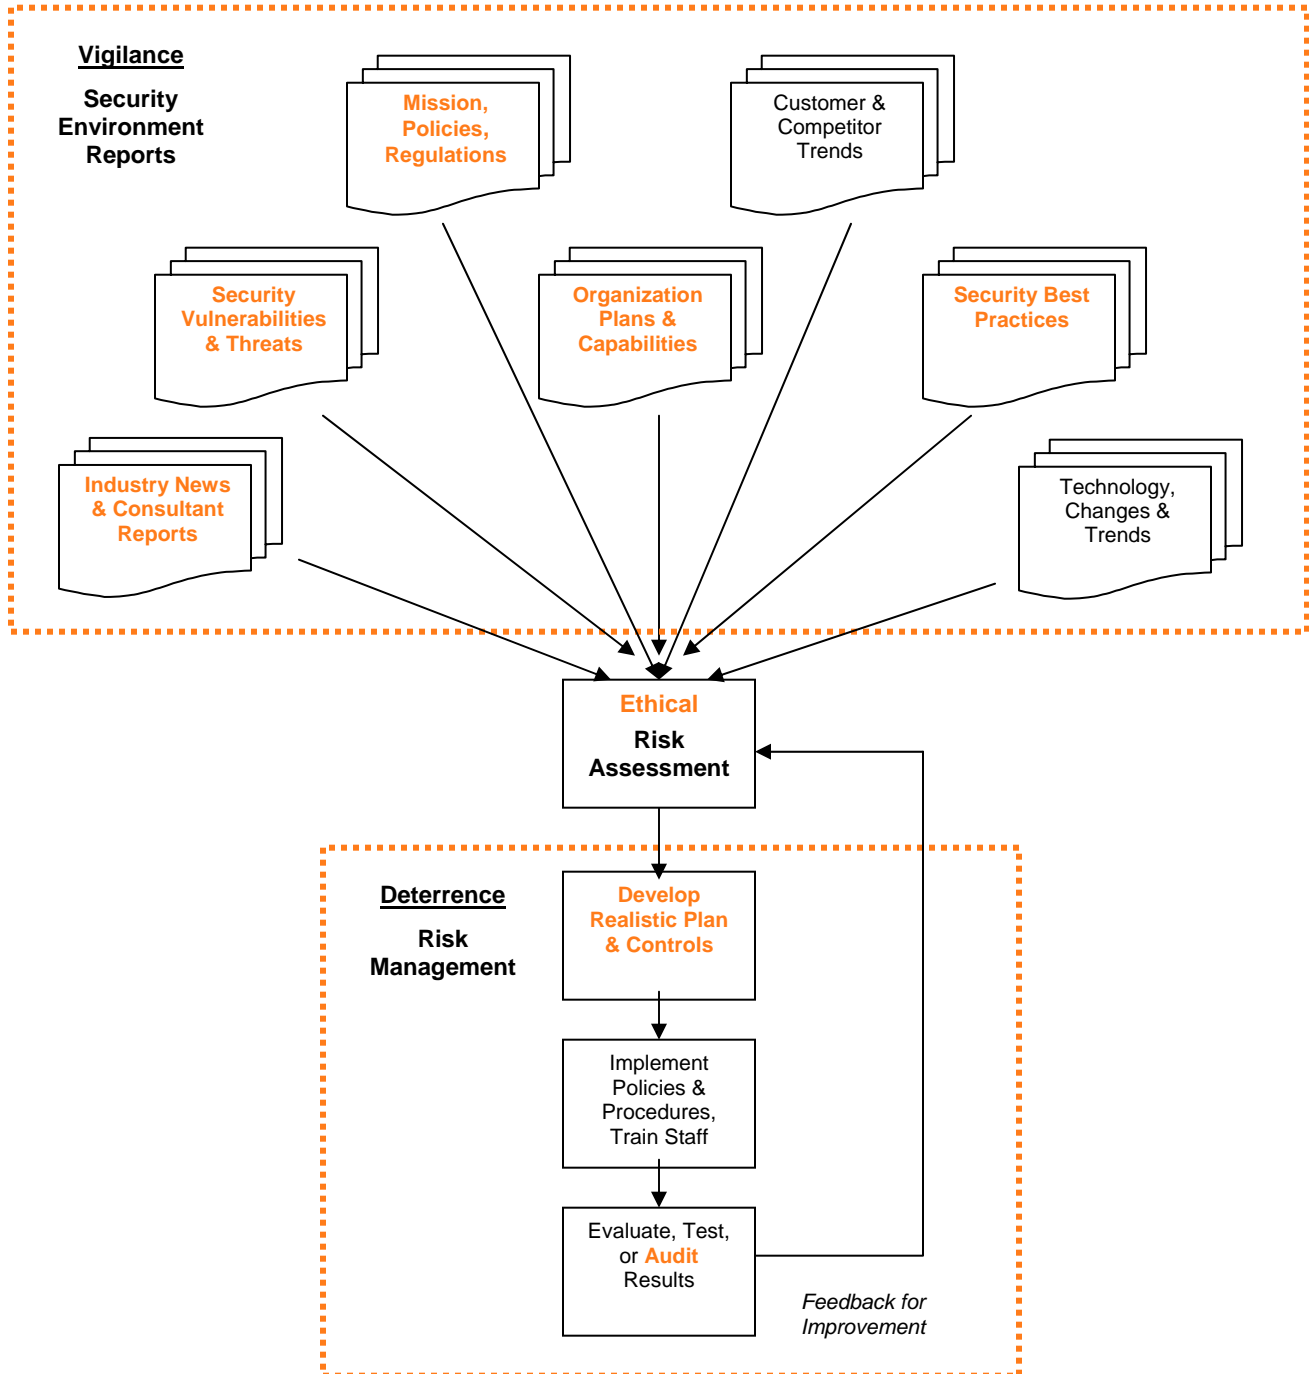 Vigilance
Security
Environment
Reports
Mission,
Policies,
Regulations
Customer &
Competitor
Trends
Security
Vulnerabilities
& Threats
Organization
Plans &
Capabilities
Security Best
Practices
Industry News
& Consultant
Reports
Technology,
Changes &
Trends
Ethical
Risk
Assessment
Deterrence
Risk
Management
Develop
Realistic Plan
& Controls
Implement
Policies &
Procedures,
Train Staff
Evaluate, Test,
or Audit
Results
Feedback for
Improvement